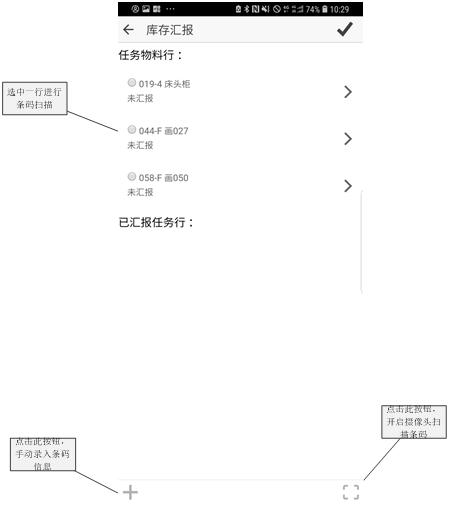 74% 10:29
库存汇报
任务物料行：
选中一行进行
条码扫描
019-4 床头柜
未汇报
044-F 画027
未汇报
058-F 画050
未汇报
已汇报任务行：
点击此按钮，
开启摄像头扫
描条码
点击此按钮，
手动录入条码
信息